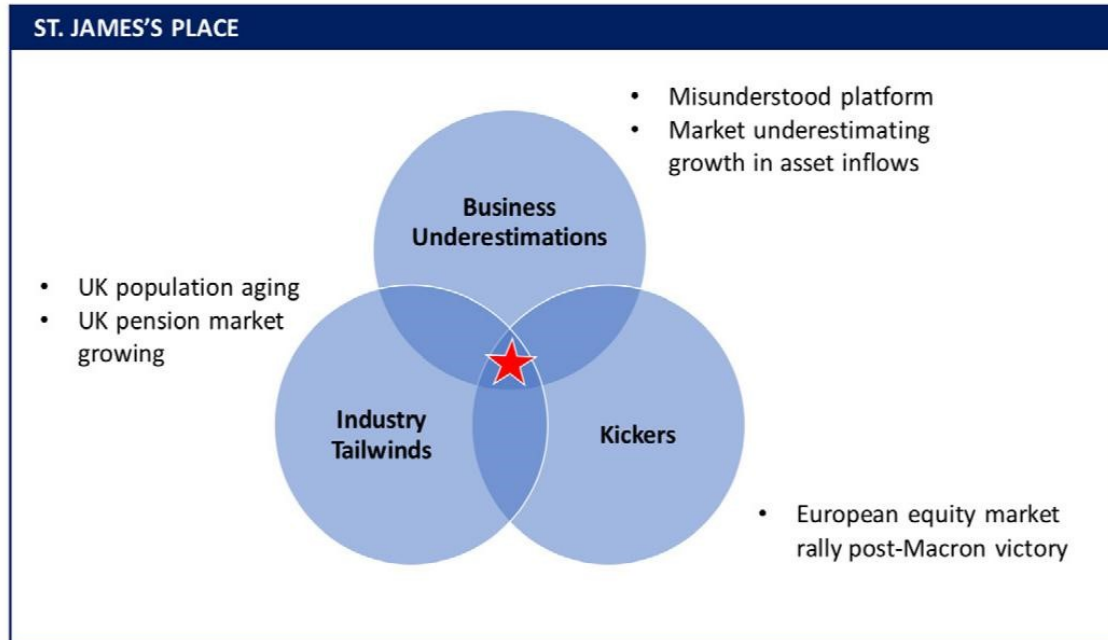 ST. JAMES'S PLACE
• Misunderstood platform
• Market underestimating
growth in asset inflows
Business
Underestimations
• UK population aging
• UK pension market
growing
Industry
Tailwinds
Kickers
• European equity market
rally post-Macron victory